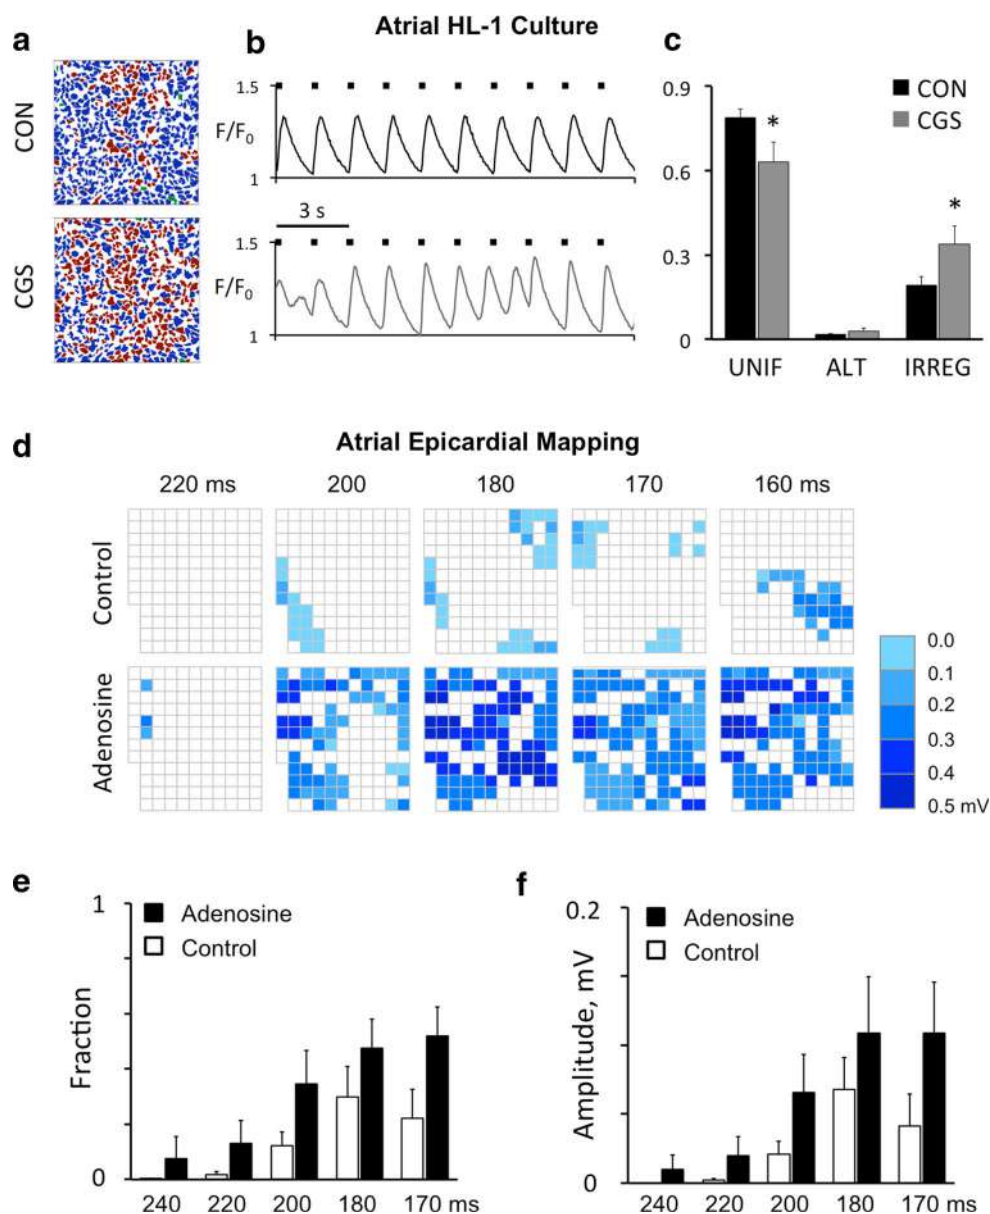 Atrial HL-1 Culture
a
b
c
CON
CGS
1.5
F/F0
1
3 s
1.5
F/F0
1
0.9
0.6
0.3
0
CON
CGS
*
*
UNIF ALT IRREG
d
Atrial Epicardial Mapping
220 ms 200 180 170 160 ms
Control
Adenosine
0.0
0.1
0.2
0.3
0.4
0.5 mV
e
1
Fraction
0
Adenosine
Control
240 220 200 180 170 ms
f
0.2
Amplitude, mV
0
Adenosine
Control
240 220 200 180 170 ms